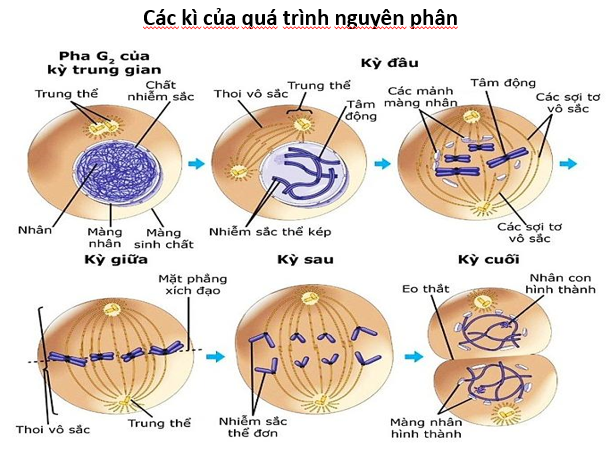 Các kì của quá trình nguyên phân
Pha G2 của
kỳ trung gian
Trung thể
Chất
nhiễm sắc
Nhân
Màng
nhân
Màng
sinh chất
Kỳ đầu
Thoi vô sắc
Trung thể
Tâm
động
Nhiễm sắc thể kép
Các mảnh
màng nhân
Tâm động
Các sợi tơ
vô sắc
Các sợi tơ
vô sắc
Kỳ giữa
Mặt phẳng
xích đạo
Thoi vô sắc
Trung thể
Kỳ sau
Nhiễm sắc
thể đơn
Kỳ cuối
Eo thắt
Nhân con
hình thành
Màng nhân
hình thành